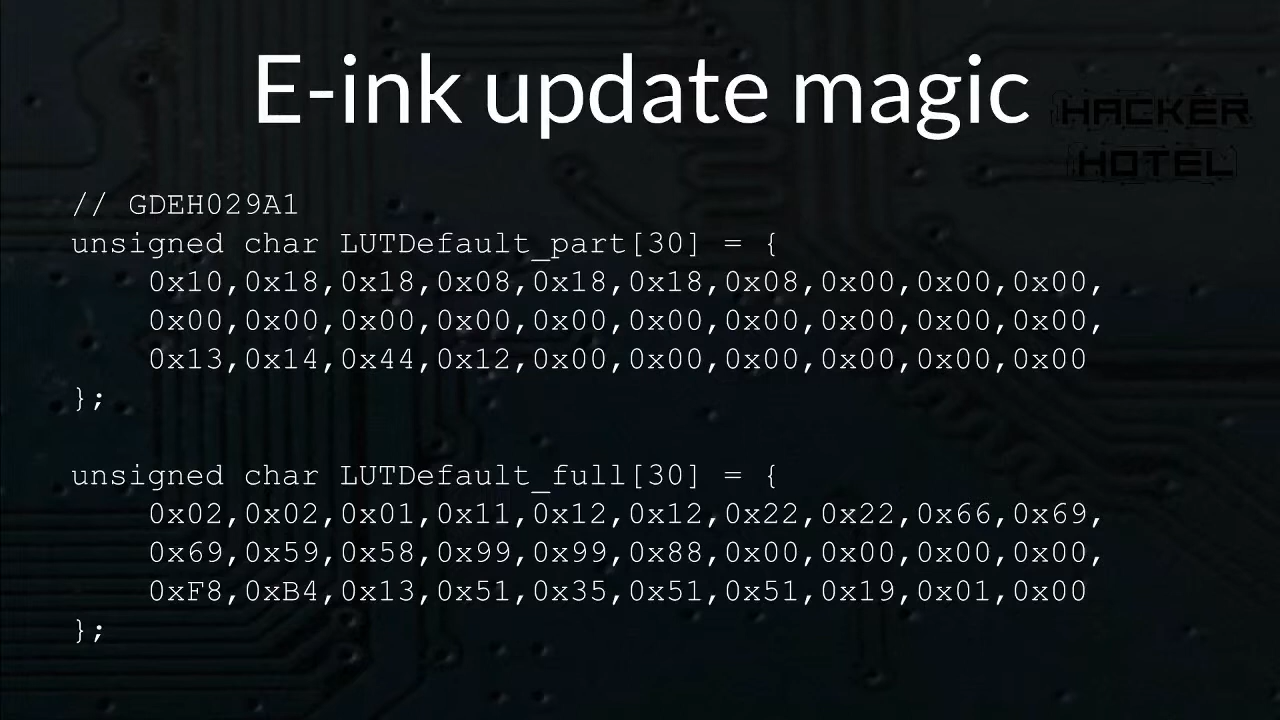 E-ink update magic
HACKER
HOTEL
// GDEH029A1
unsigned char LUTDefault_part[30] = {
0x10,0x18,0x18,0x08,0x18,0x18,0x08,0x00,0x00,0x00,
0x00,0x00,0x00,0x00,0x00,0x00,0x00,0x00,0x00,0x00,
0x13,0x14,0x44,0x12,0x00,0x00,0x00,0x00,0x00,0x00
};
unsigned char LUTDefault_full[30] = {
0x02,0x02,0x01,0x11,0x12,0x12,0x22,0x22,0x66,0x69,
0x69,0x59,0x58,0x99,0x99,0x88,0x00,0x00,0x00,0x00,
0xF8,0xB4,0x13,0x51,0x35,0x51,0x51,0x19,0x01,0x00
};